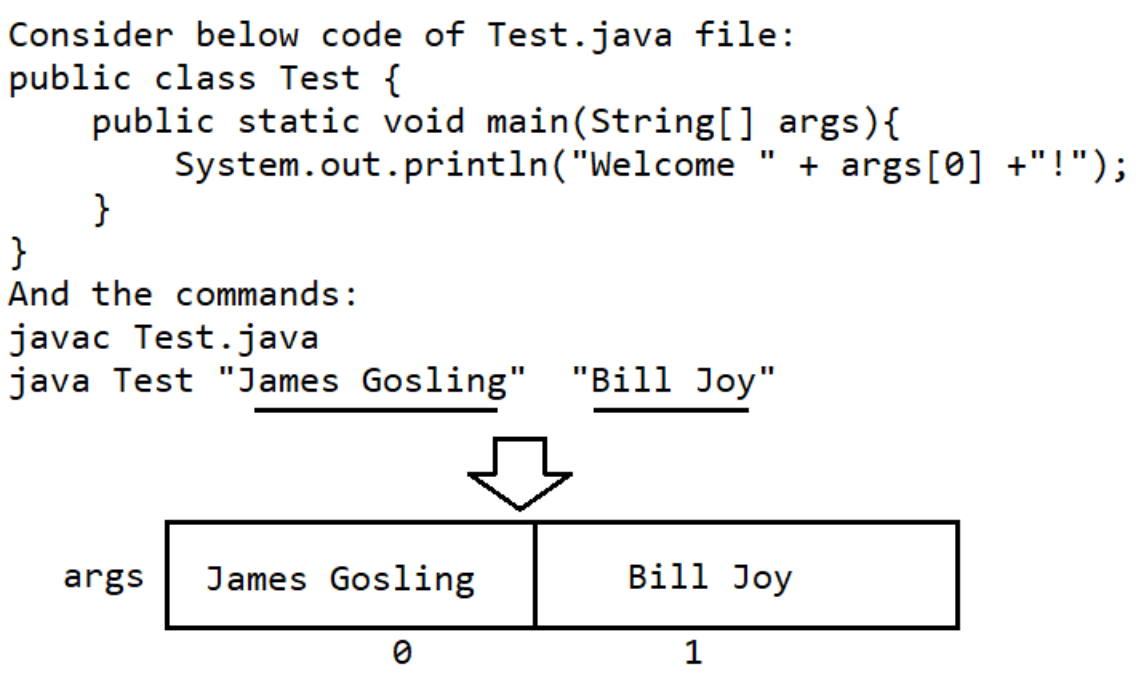 Consider below code of Test.java file:
public class Test {
    public static void main(String[] args){
        System.out.println("Welcome " + args[0] +"!");
    }
}
And the commands:
javac Test.java
java Test "James Gosling"  "Bill Joy"
args James Gosling Bill Joy
0 1